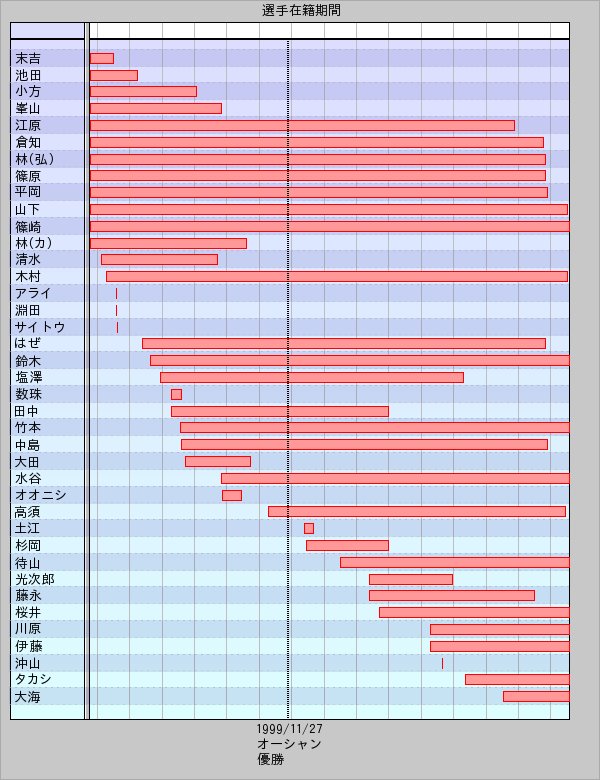 選手在籍期間
末吉
池田
小方
峯山
江原
倉知
林(弘)
篠原
平岡
山下
篠崎
林(カ)
清水
木村
アライ
淵田
サイトウ
はぜ
鈴木
塩澤
数珠
田中
竹本
中島
大田
水谷
オオニシ
高須
土江
杉岡
待山
光次郎
藤永
桜井
川原
伊藤
沖山
タカシ
大海
1999/11/27
オーシャン
優勝